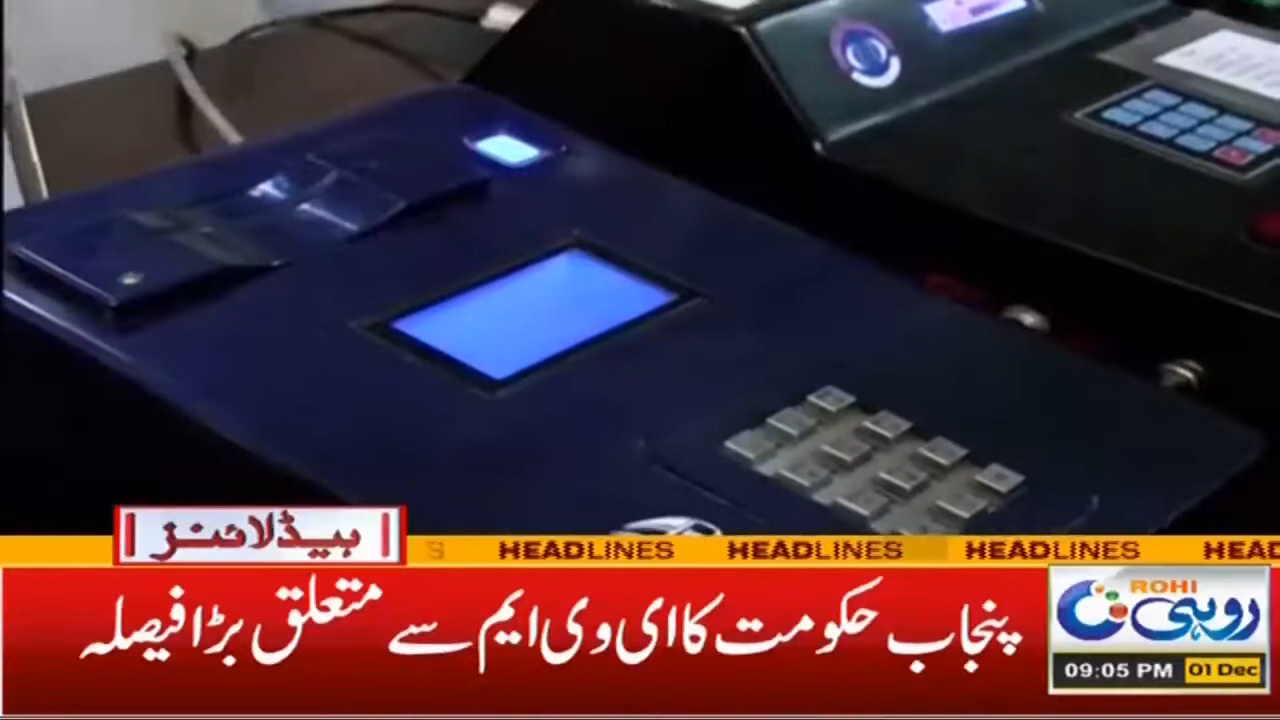 ہیڈلائنز
HEADLINES HEADLINES HEADLINES HEAD
پنجاب حکومت کا ای وی ایم سے متعلق بڑا فیصلہ
ROHI
روہی
09:05 PM 01 Dec